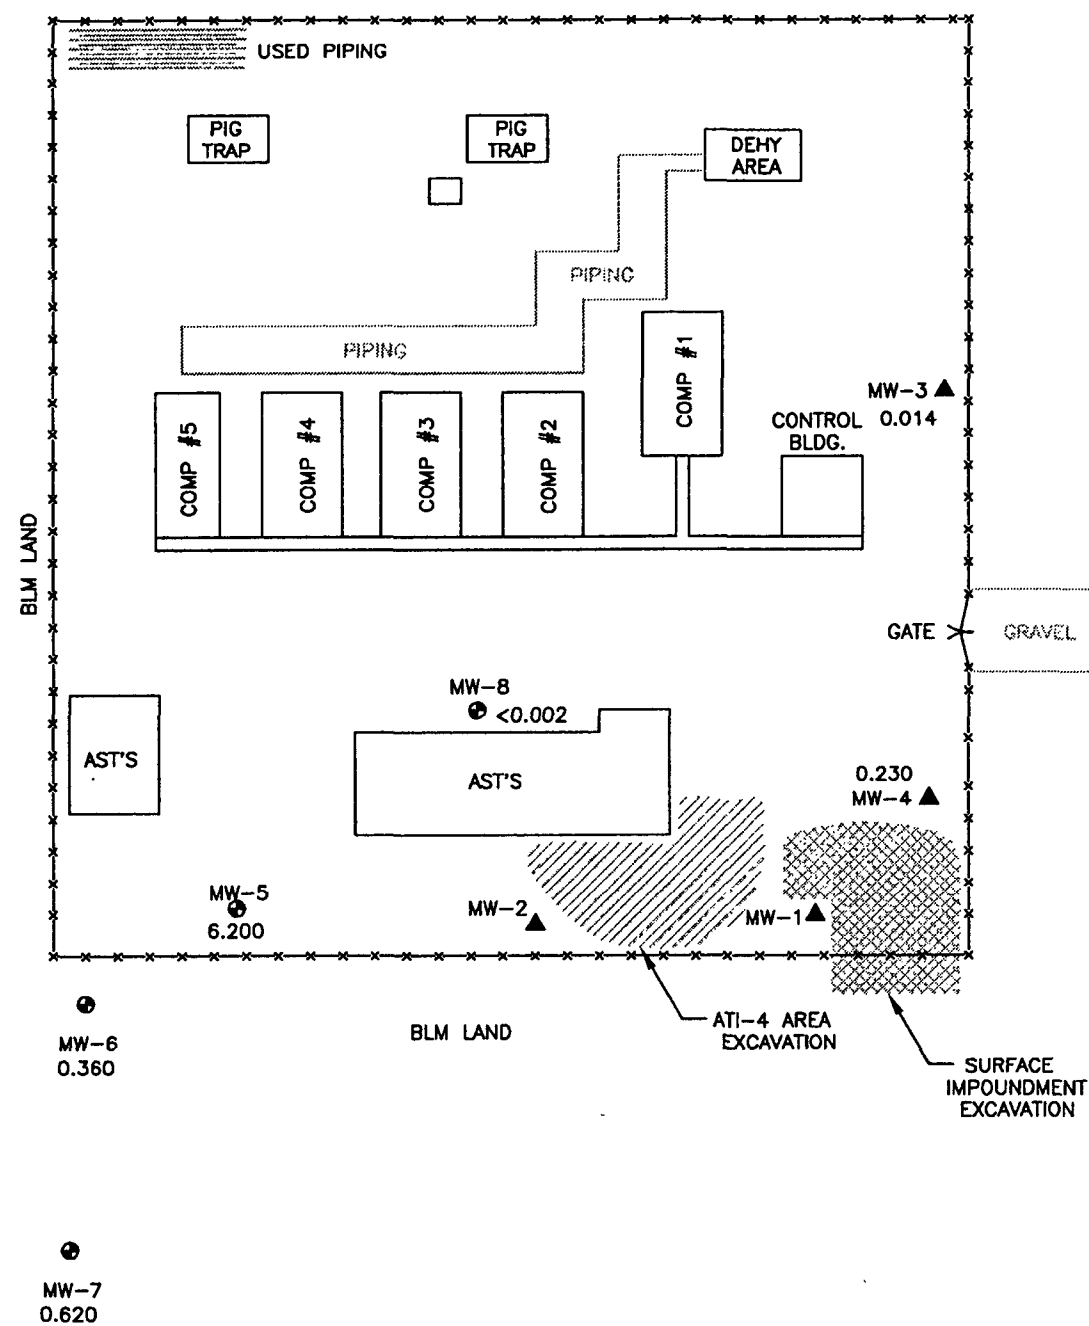 USED PIPING
PIG
TRAP
PIG
TRAP
DEHY
AREA
PIPING
PIPING
COMP #1
MW-3
0.014
CONTROL
BLDG.
COMP #5
COMP #4
COMP #3
COMP #2
BLM LAND
GATE
GRAVEL
MW-8
<0.002
AST'S
AST'S
0.230
MW-4
MW-5
6.200
MW-2
MW-1
MW-6
0.360
BLM LAND
ATI-4 AREA
EXCAVATION
SURFACE
IMPOUNDMENT
EXCAVATION
MW-7
0.620